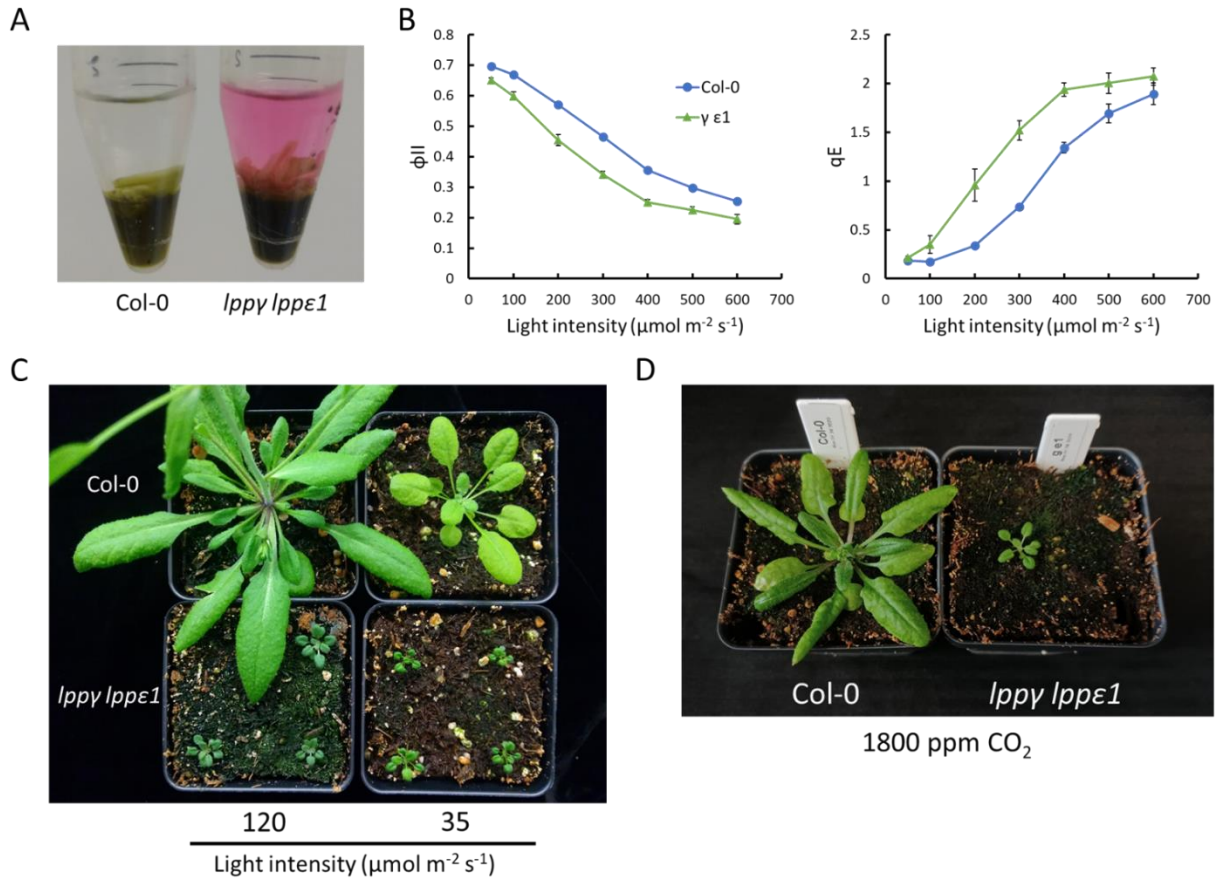 A
Col-0
lppγ lppε1
B
0.8
0.7
0.6
0.5
0.4
0.3
0.2
0.1
0
ϕII
0 100 200 300 400 500 600 700
Light intensity (μmol m⁻² s⁻¹)
Col-0
γ ε1
2.5
2
1.5
1
0.5
0
qE
0 100 200 300 400 500 600 700
Light intensity (μmol m⁻² s⁻¹)
C
Col-0
lppγ lppε1
120 35
Light intensity (μmol m⁻² s⁻¹)
D
Col-0
Col-0 lppγ lppε1
1800 ppm CO₂